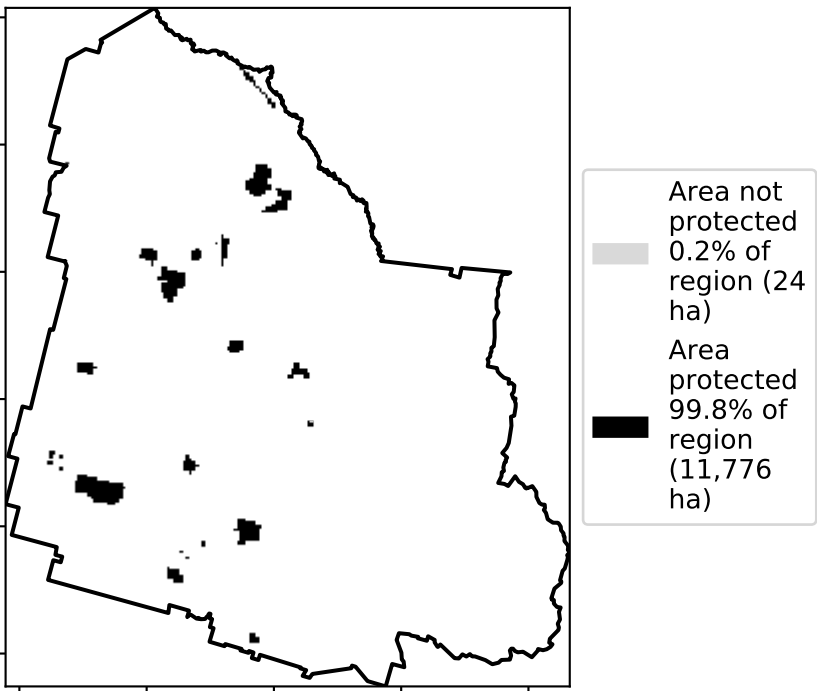 Area not
protected
0.2% of
region (24
ha)
Area
protected
99.8% of
region
(11,776
ha)